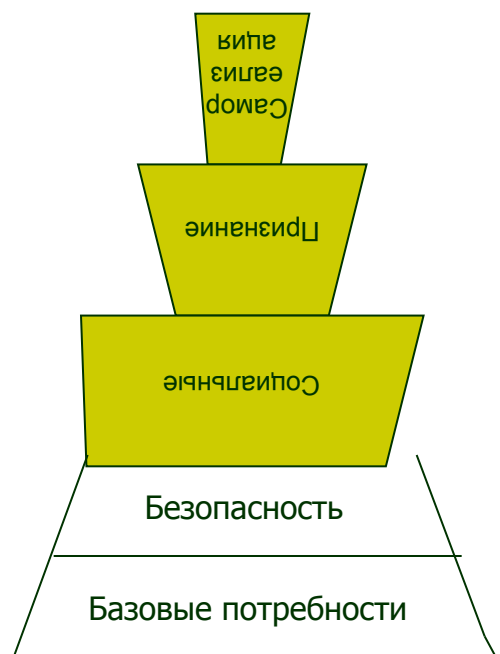 Самор
еализ
ация
Признание
Социальные
Безопасность
Базовые потребности